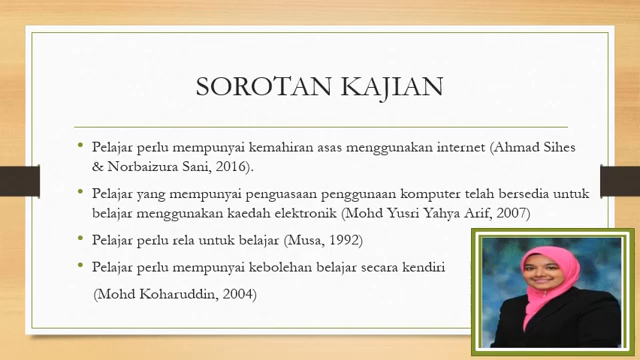 SOROTAN KAJIAN
• Pelajar perlu mempunyai kemahiran asas menggunakan internet (Ahmad Sihes
& Norbaizura Sani, 2016).
• Pelajar yang mempunyai penguasaan penggunaan komputer telah bersedia untuk
belajar menggunakan kaedah elektronik (Mohd Yusri Yahya Arif, 2007)
• Pelajar perlu rela untuk belajar (Musa, 1992)
• Pelajar perlu mempunyai kebolehan belajar secara kendiri
(Mohd Koharuddin, 2004)